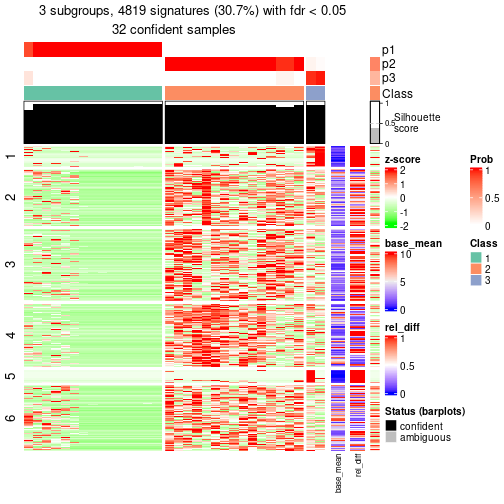 3 subgroups, 4819 signatures (30.7%) with fdr < 0.05
32 confident samples
p1
p2
p3
Class
1
0.5
0
Silhouette
score
1
2
3
4
5
6
z-score
2
1
0
-1
-2
Prob
1
0.5
0
base_mean
10
5
0
Class
1
2
3
rel_diff
1
0.5
0
Status (barplots)
confident
ambiguous
base_mean
rel_diff